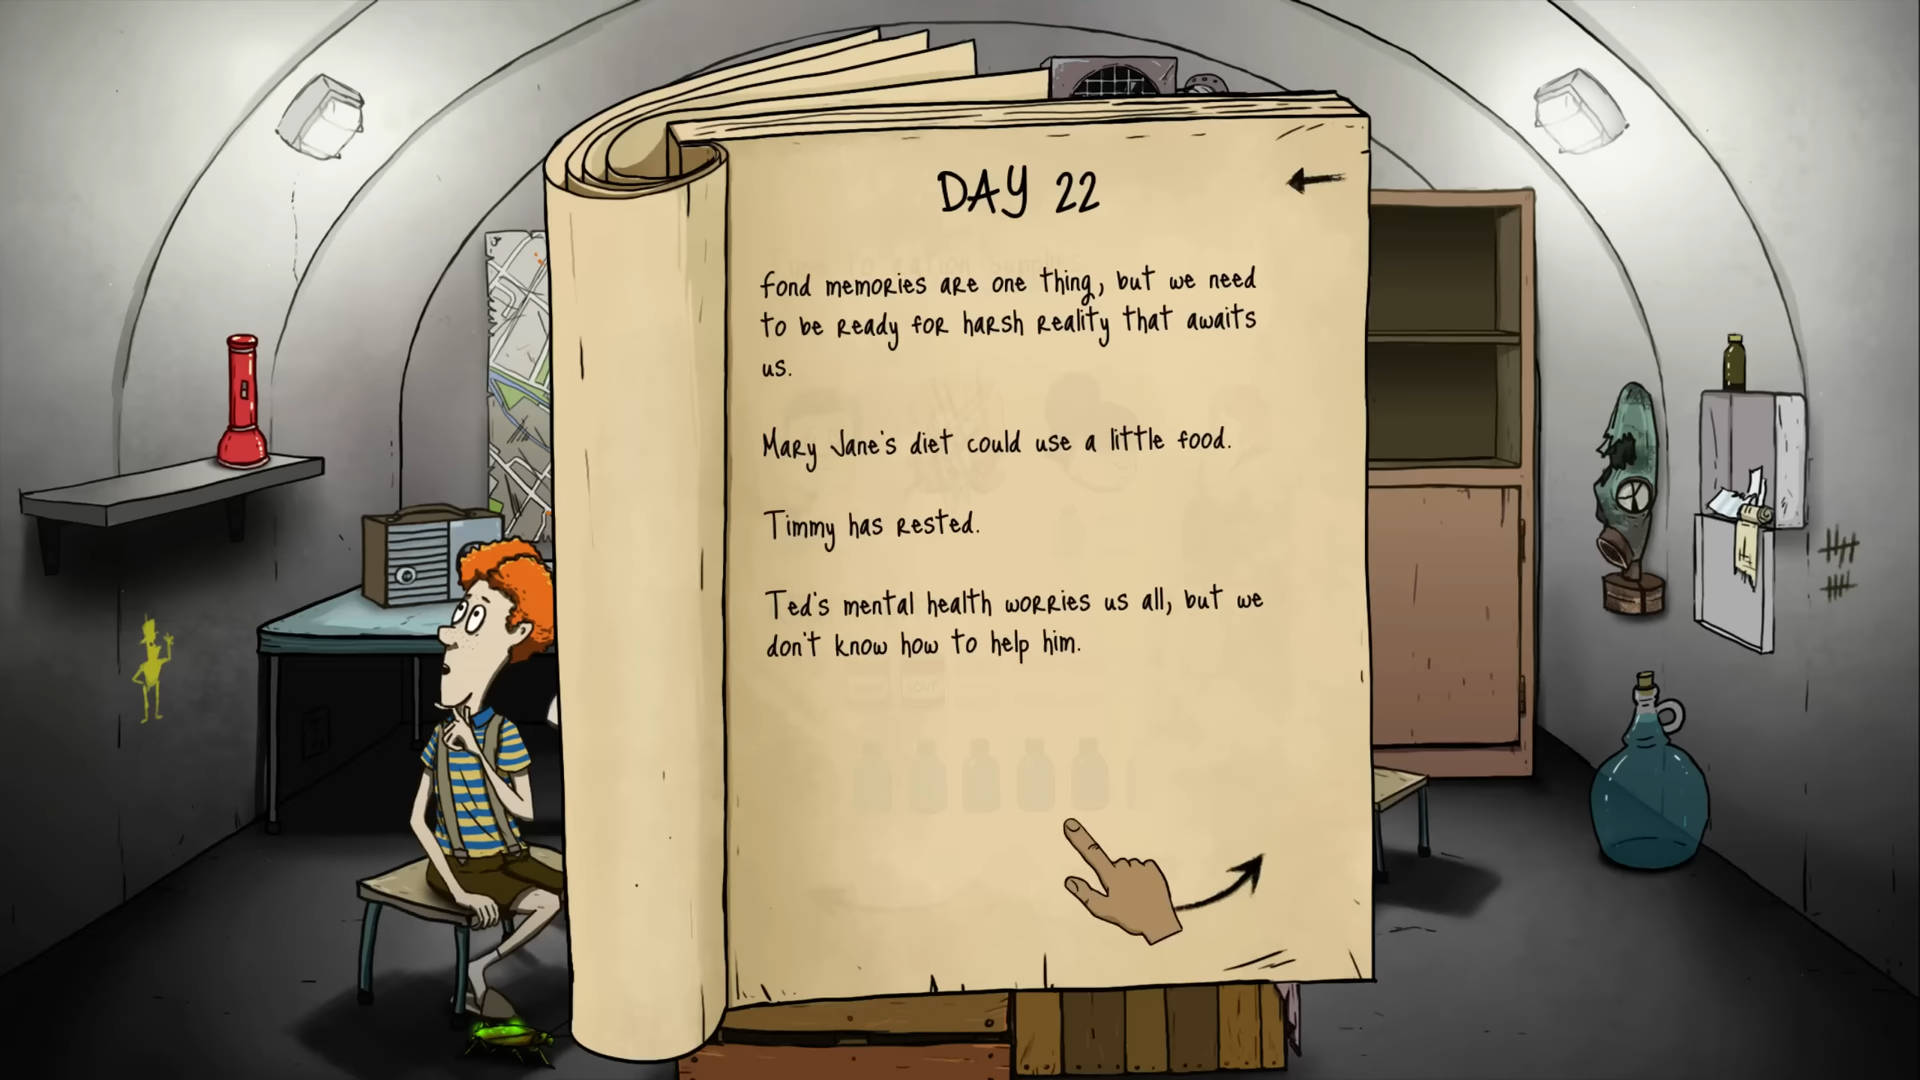 DAY 22
fond memories are one thing, but we need
to be ready for harsh reality that awaits
us.
Mary Jane's diet could use a little food.
Timmy has rested.
Ted's mental health worries us all, but we
don't know how to help him.